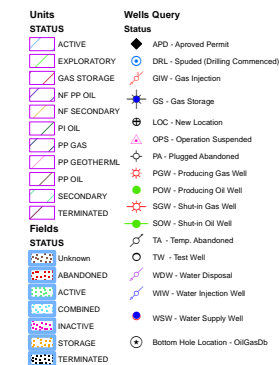 Units
STATUS
ACTIVE
EXPLORATORY
GAS STORAGE
NF PP OIL
NF SECONDARY
PI OIL
PP GAS
PP GEOTHERML
PP OIL
SECONDARY
TERMINATED
Fields
STATUS
Unknown
ABANDONED
ACTIVE
COMBINED
INACTIVE
STORAGE
TERMINATED
Wells Query
Status
APD - Aproved Permit
DRL - Spuded (Drilling Commenced)
GIW - Gas Injection
GS - Gas Storage
LOC - New Location
OPS - Operation Suspended
PA - Plugged Abandoned
PGW - Producing Gas Well
POW - Producing Oil Well
SGW - Shut-in Gas Well
SOW - Shut-in Oil Well
TA - Temp. Abandoned
TW - Test Well
WDW - Water Disposal
WIW - Water Injection Well
WSW - Water Supply Well
Bottom Hole Location - OilGasDb